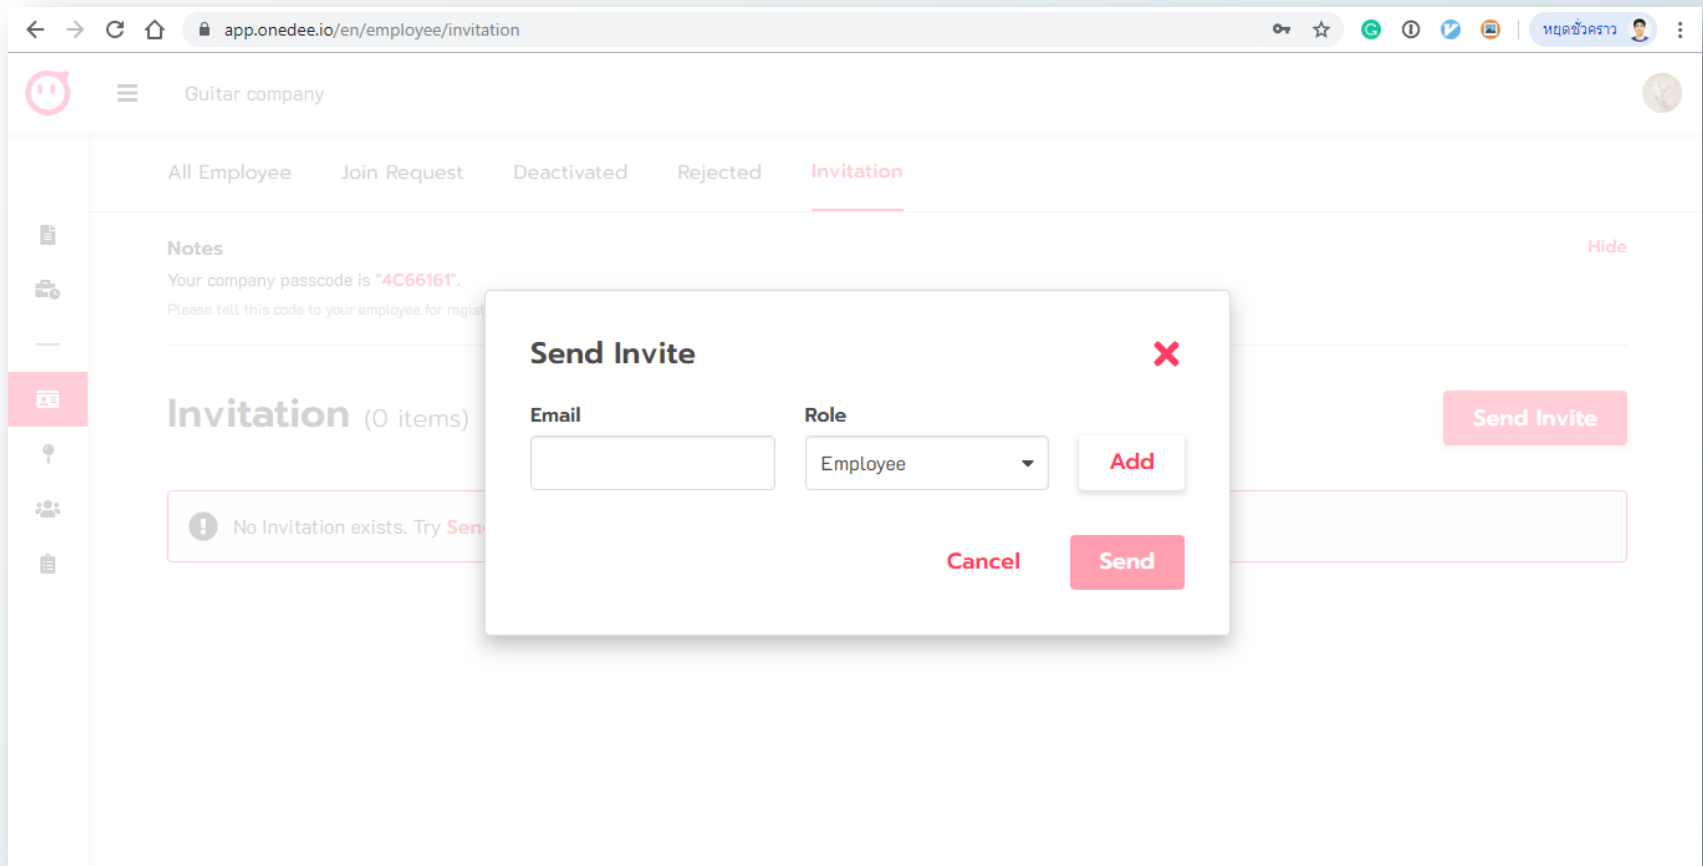 app.onedee.io/en/employee/invitation
หยุดชั่วคราว
Guitar company
All Employee Join Request Deactivated Rejected Invitation
Notes
Hide
Your company passcode is "4C66161".
Please tell this code to your employee for regist
Invitation (0 items)
Send Invite
No Invitation exists. Try Sen
Send Invite
Email
Role
Employee
Add
Cancel
Send